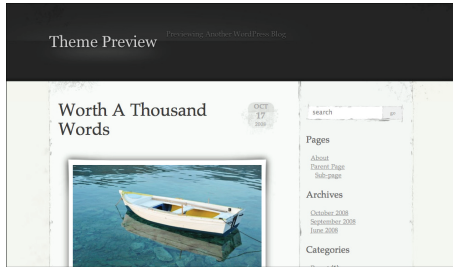 Theme Preview
Previewing Another WordPress Blog
Worth A Thousand
Words
OCT
17
2008
search
Pages
About
Parent Page
Sub-page
Archives
October 2008
September 2008
June 2008
Categories